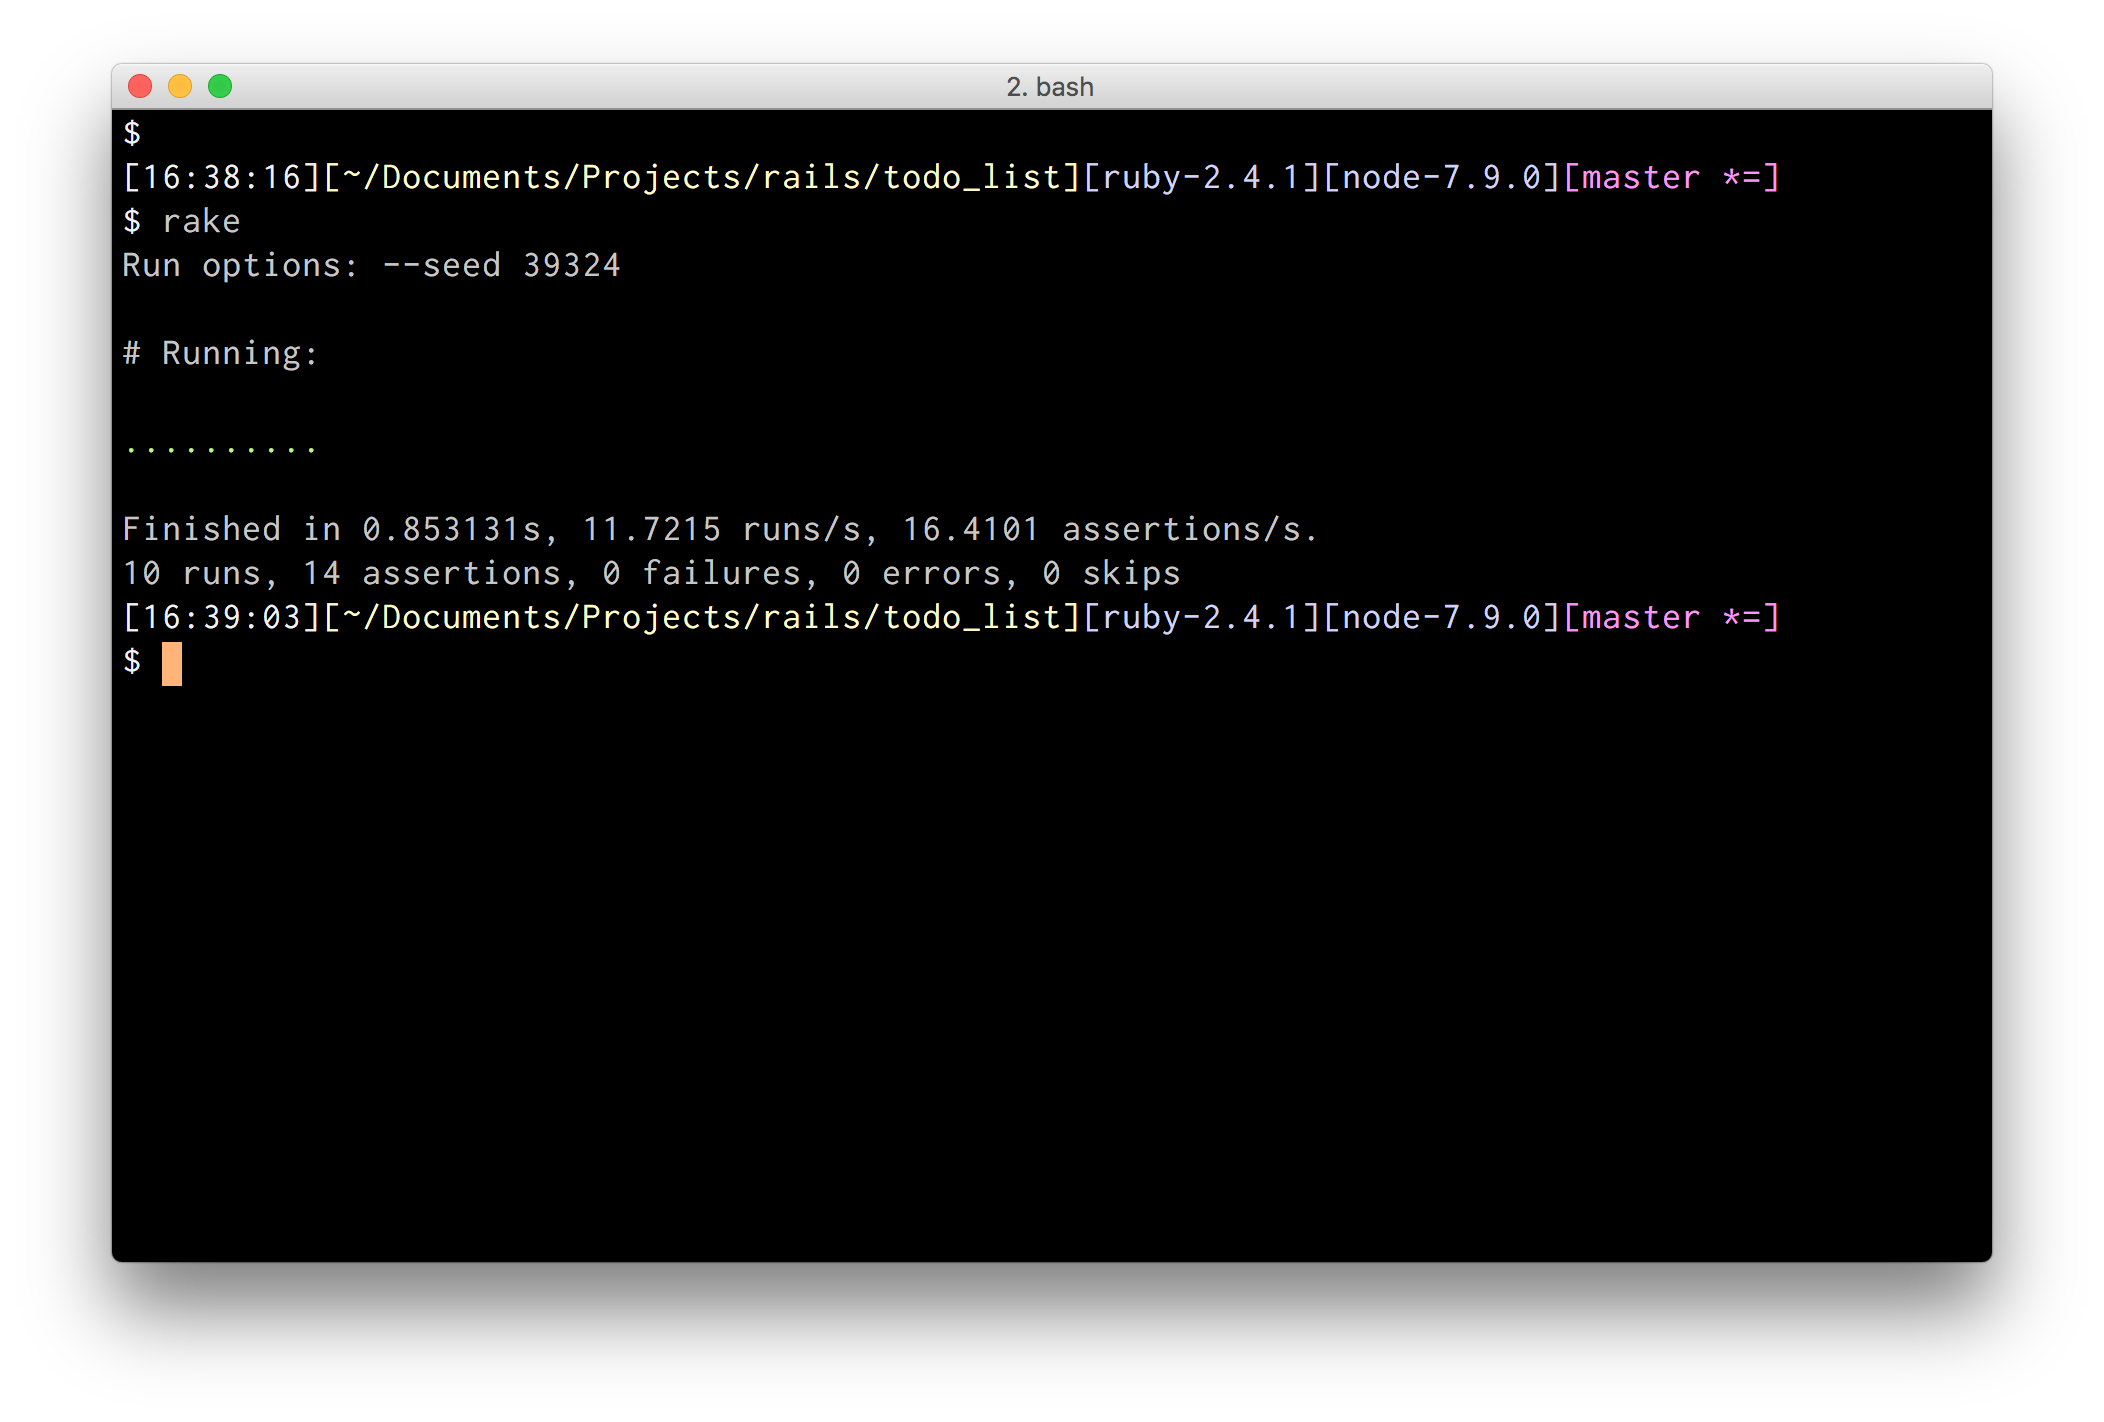 2. bash
$
[16:38:16][~/Documents/Projects/rails/todo_list][ruby-2.4.1][node-7.9.0][master *=]
$ rake
Run options: --seed 39324
# Running:
..........
Finished in 0.853131s, 11.7215 runs/s, 16.4101 assertions/s.
10 runs, 14 assertions, 0 failures, 0 errors, 0 skips
[16:39:03][~/Documents/Projects/rails/todo_list][ruby-2.4.1][node-7.9.0][master *=]
$